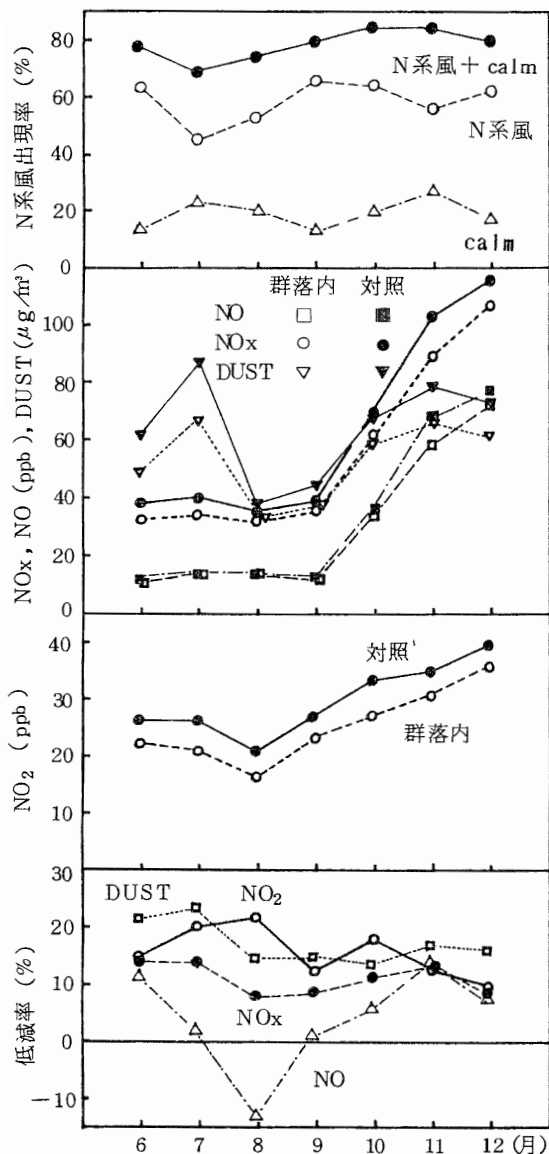 N系風出現率 (%)
80
60
40
20
0
N系風 + calm
N系風
calm
NOx, NO (ppb), DUST (μg/m³)
100
80
60
40
20
0
群落内 対照
NO
NOx
DUST
NO₂ (ppb)
40
30
20
10
対照
群落内
低減率 (%)
30
20
10
0
-10
DUST
NO₂
NOx
NO
6 7 8 9 10 11 12 (月)